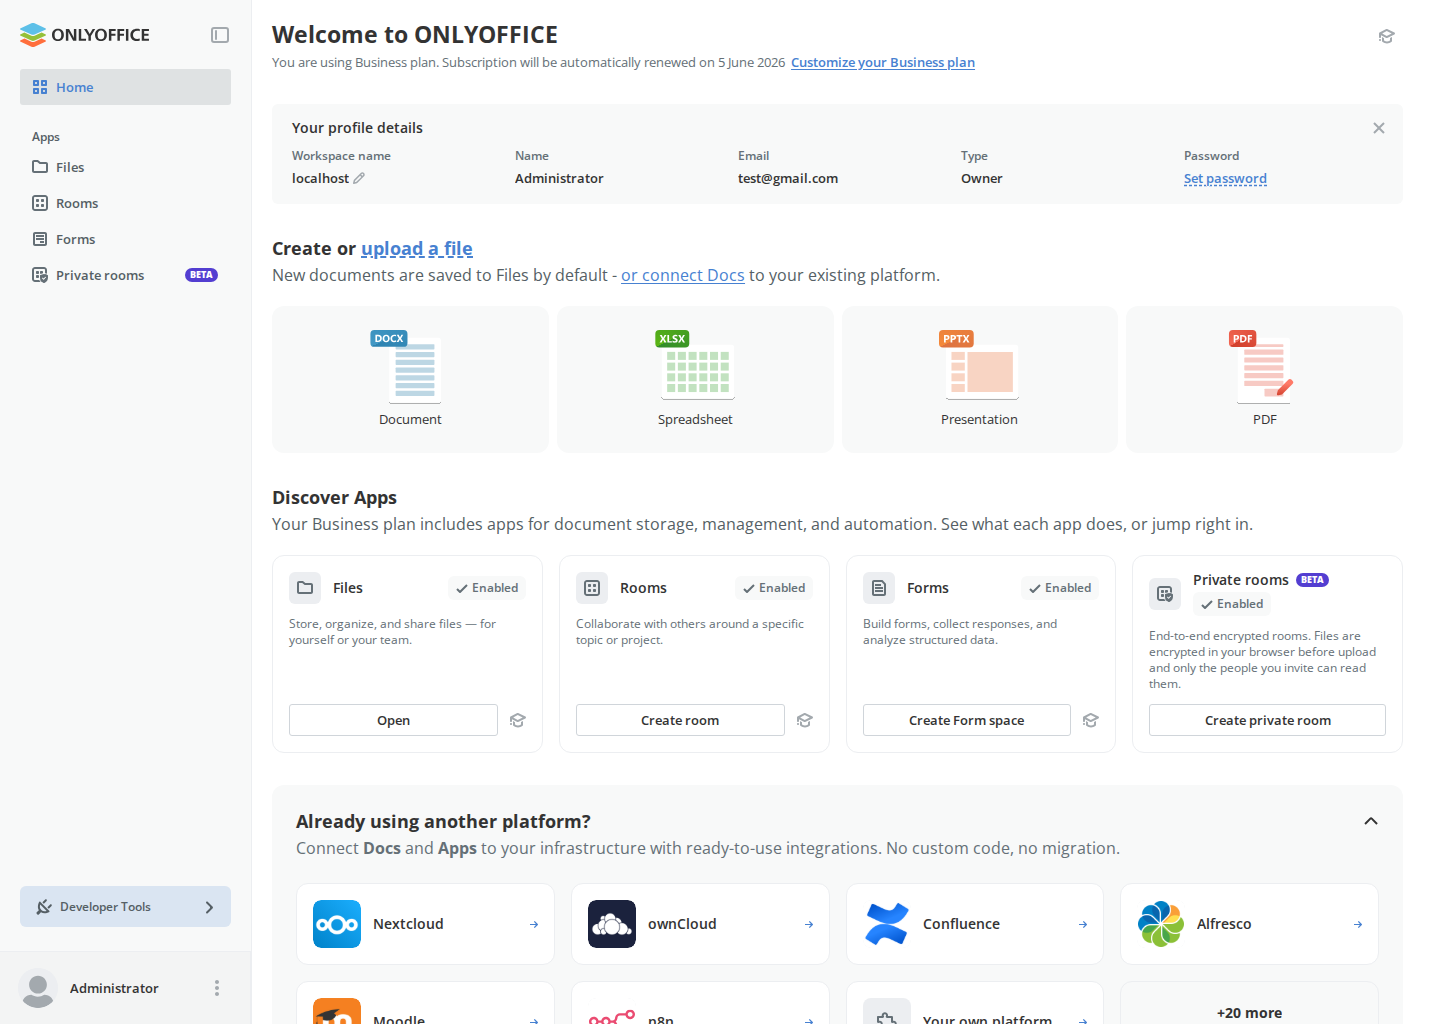 ONLYOFFICE
Home
Apps
Files
Rooms
Forms
Private rooms BETA
Developer Tools
Administrator
Welcome to ONLYOFFICE
You are using Business plan. Subscription will be automatically renewed on 5 June 2026 Customize your Business plan
Your profile details
Workspace name
localhost
Name
Administrator
Email
test@gmail.com
Type
Owner
Password
Set password
Create or upload a file
New documents are saved to Files by default - or connect Docs to your existing platform.
DOCX
Document
XLSX
Spreadsheet
PPTX
Presentation
PDF
PDF
Discover Apps
Your Business plan includes apps for document storage, management, and automation. See what each app does, or jump right in.
Files Enabled
Store, organize, and share files — for
yourself or your team.
Open
Rooms Enabled
Collaborate with others around a specific
topic or project.
Create room
Forms Enabled
Build forms, collect responses, and
analyze structured data.
Create Form space
Private rooms BETA
Enabled
End-to-end encrypted rooms. Files are
encrypted in your browser before upload
and only the people you invite can read
them.
Create private room
Already using another platform?
Connect Docs and Apps to your infrastructure with ready-to-use integrations. No custom code, no migration.
Nextcloud
ownCloud
Confluence
Alfresco
Moodle
n8n
Your own platform
+20 more